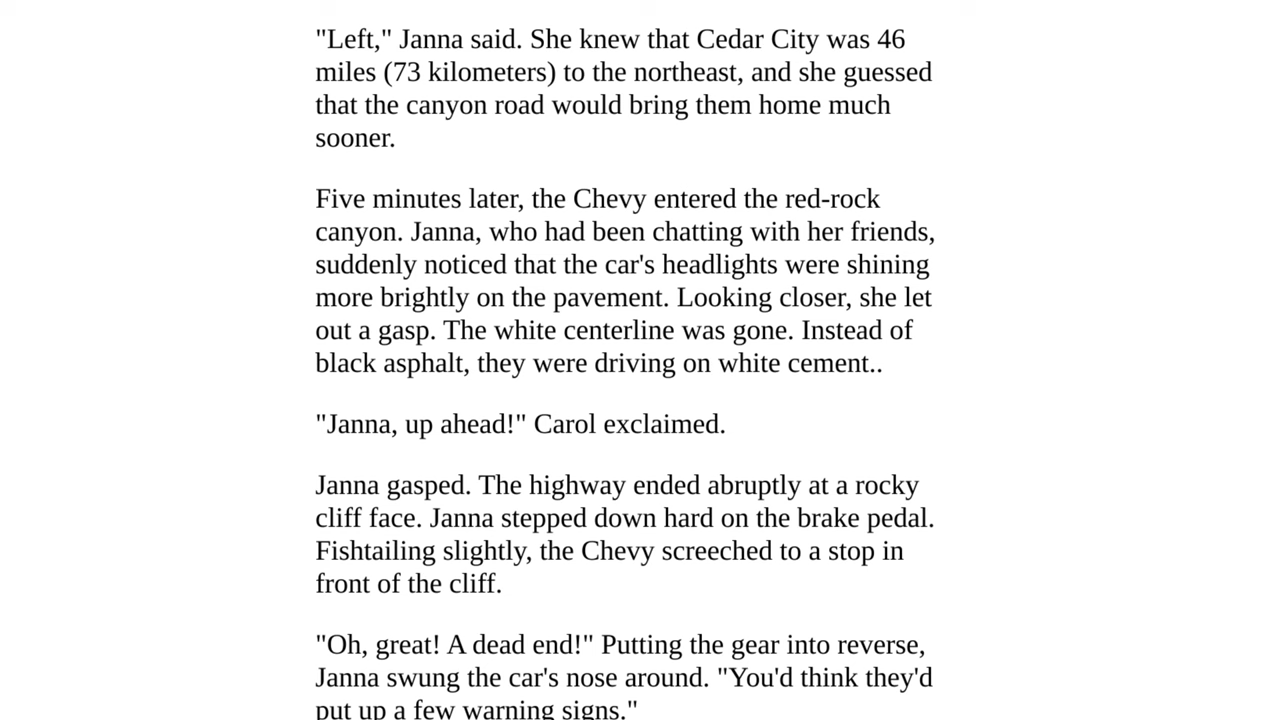 "Left," Janna said. She knew that Cedar City was 46
miles (73 kilometers) to the northeast, and she guessed
that the canyon road would bring them home much
sooner.
Five minutes later, the Chevy entered the red-rock
canyon. Janna, who had been chatting with her friends,
suddenly noticed that the car's headlights were shining
more brightly on the pavement. Looking closer, she let
out a gasp. The white centerline was gone. Instead of
black asphalt, they were driving on white cement..
"Janna, up ahead!" Carol exclaimed.
Janna gasped. The highway ended abruptly at a rocky
cliff face. Janna stepped down hard on the brake pedal.
Fishtailing slightly, the Chevy screeched to a stop in
front of the cliff.
"Oh, great! A dead end!" Putting the gear into reverse,
Janna swung the car's nose around. "You'd think they'd
put up a few warning signs."